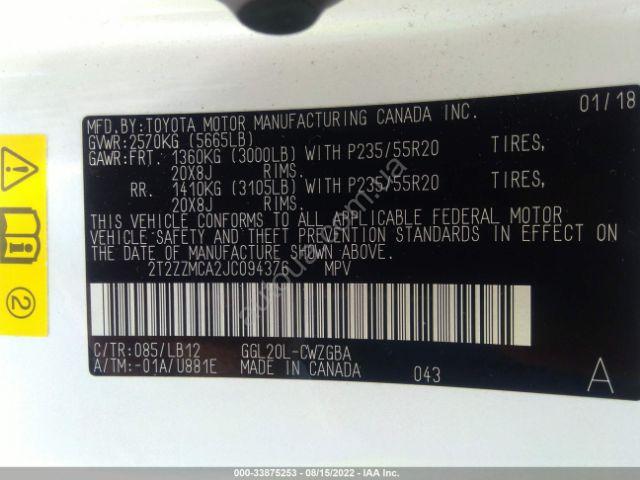 MFD.BY:TOYOTA MOTOR MANUFACTURING CANADA INC. 01/18
GVWR:2570KG (5665LB)
GAWR:FRT. 1360KG (3000LB) WITH P235/55R20 TIRES,
20X8J RIMS.
RR. 1410KG (3105LB) WITH P235/55R20 TIRES,
20X8J RIMS.
THIS VEHICLE CONFORMS TO ALL APPLICABLE FEDERAL MOTOR
VEHICLE SAFETY AND THEFT PREVENTION STANDARDS IN EFFECT ON
THE DATE OF MANUFACTURE SHOWN ABOVE.
MPV
C/TR:085/LB12 GGL20L-CWZGBA
A/TM:-01A/U881E MADE IN CANADA 043 A
2
000-33875253 - 08/15/2022 - IAA Inc.